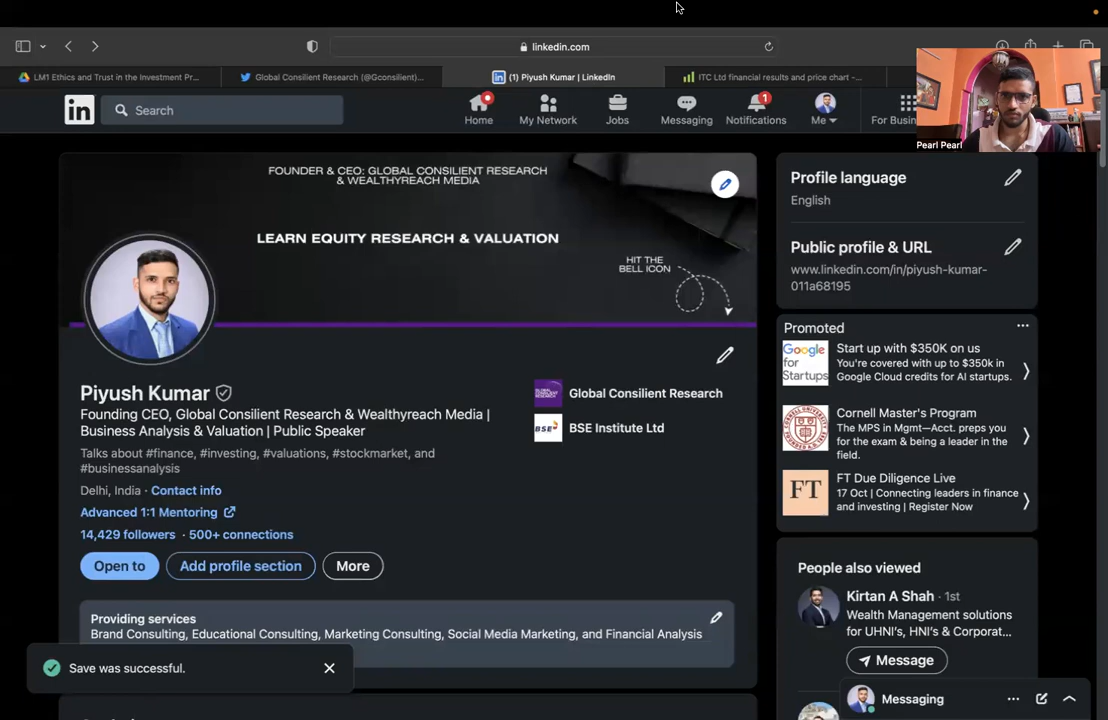 linkedin.com
LM1 Ethics and Trust in the Investment Pr...
Global Consilient Research (@Gconsilient)...
(1) Piyush Kumar | LinkedIn
ITC Ltd financial results and price chart –...
in
Search
Home
My Network
Jobs
Messaging
1
Notifications
Me
For Busin
Pearl Pearl
FOUNDER & CEO: GLOBAL CONSILIENT RESEARCH
& WEALTHYREACH MEDIA
LEARN EQUITY RESEARCH & VALUATION
HIT THE
BELL ICON
Piyush Kumar
Founding CEO, Global Consilient Research & Wealthyreach Media |
Business Analysis & Valuation | Public Speaker
Talks about #finance, #investing, #valuations, #stockmarket, and
#businessanalysis
Delhi, India · Contact info
Advanced 1:1 Mentoring
14,429 followers · 500+ connections
Open to
Add profile section
More
GLOBAL CONSILIENT RESEARCH
Global Consilient Research
BSE
BSE Institute Ltd
Providing services
Brand Consulting, Educational Consulting, Marketing Consulting, Social Media Marketing, and Financial Analysis
Save was successful.
Profile language
English
Public profile & URL
www.linkedin.com/in/piyush-kumar-
011a68195
Promoted
Google
for
Startups
Start up with $350K on us
You're covered with up to $350k in
Google Cloud credits for AI startups.
Cornell Master's Program
The MPS in Mgmt—Acct. preps you
for the exam & being a leader in the
field.
FT
FT Due Diligence Live
17 Oct | Connecting leaders in finance
and investing | Register Now
People also viewed
Kirtan A Shah · 1st
Wealth Management solutions
for UHNI's, HNI's & Corporat...
Message
Messaging